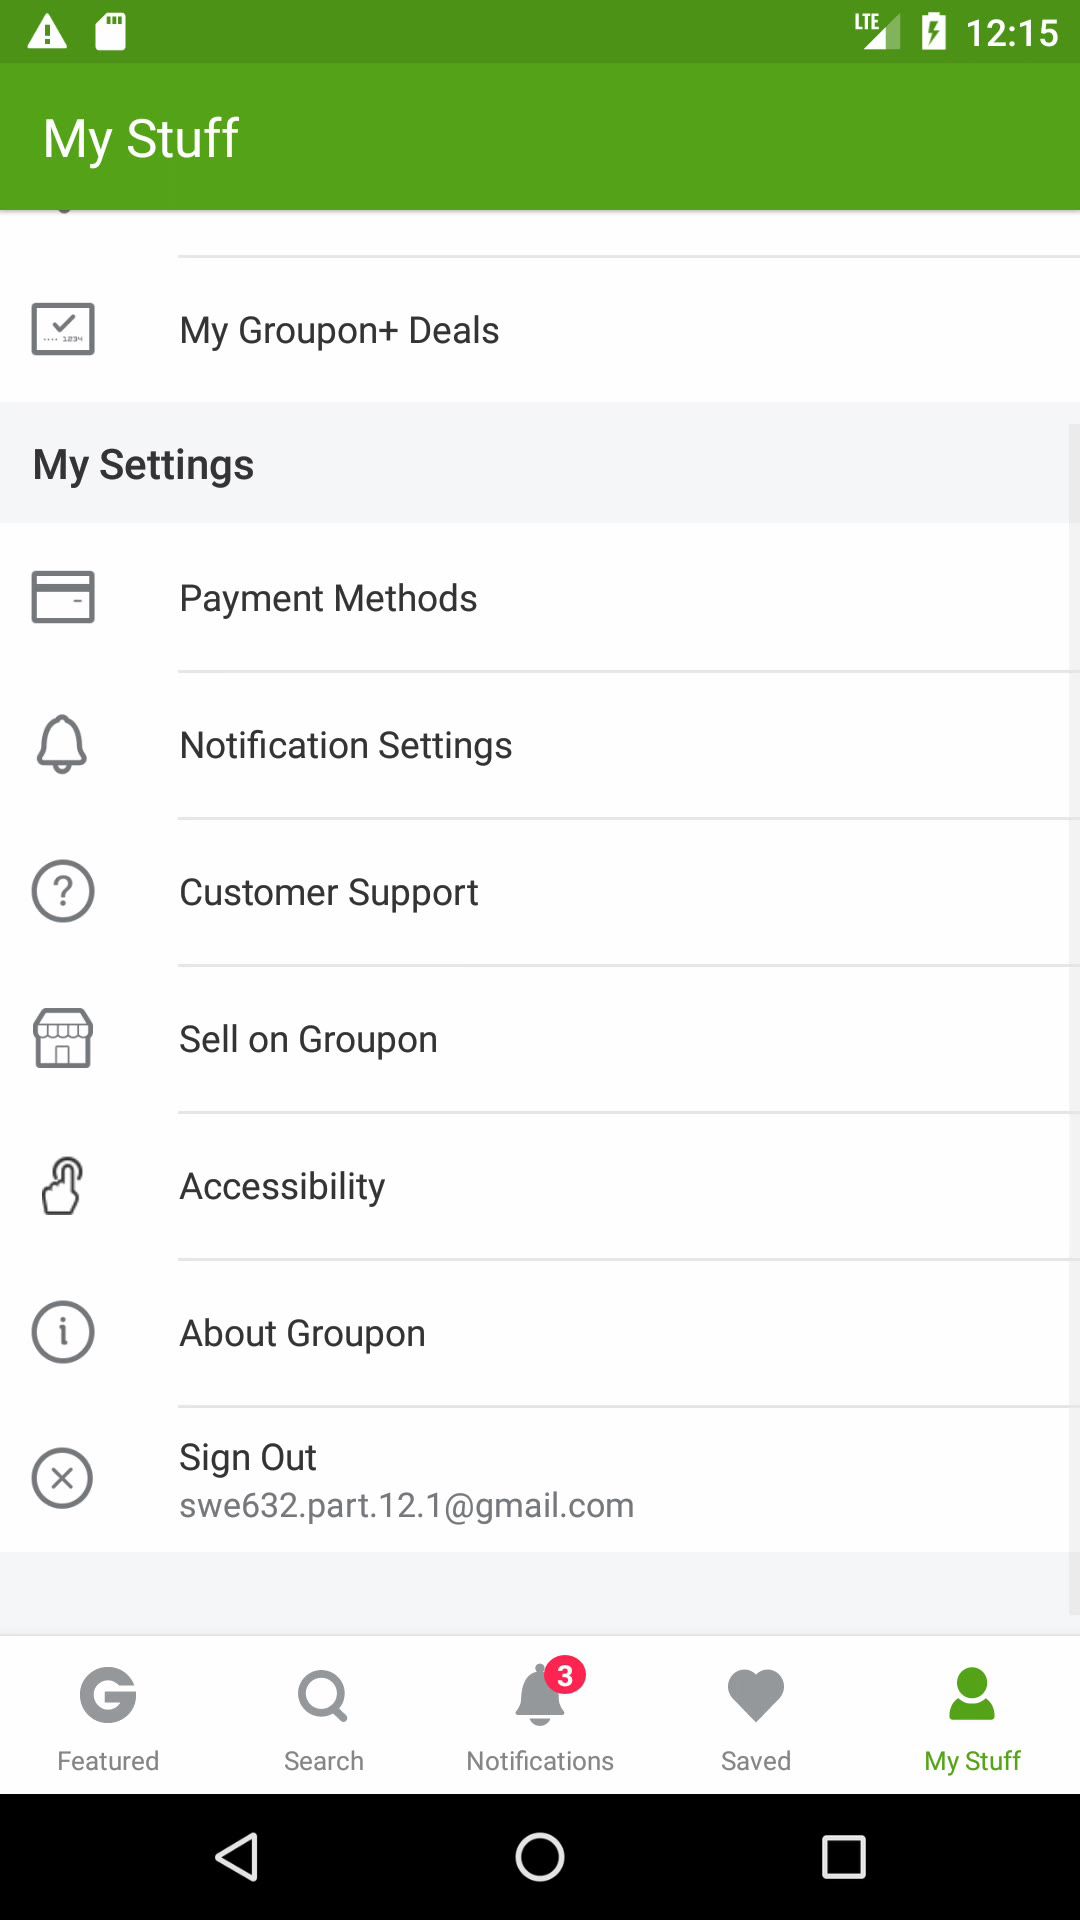 LTE 12:15
My Stuff
1234
My Groupon+ Deals
My Settings
Payment Methods
Notification Settings
Customer Support
Sell on Groupon
Accessibility
About Groupon
Sign Out
swe632.part.12.1@gmail.com
3
Featured Search Notifications Saved My Stuff